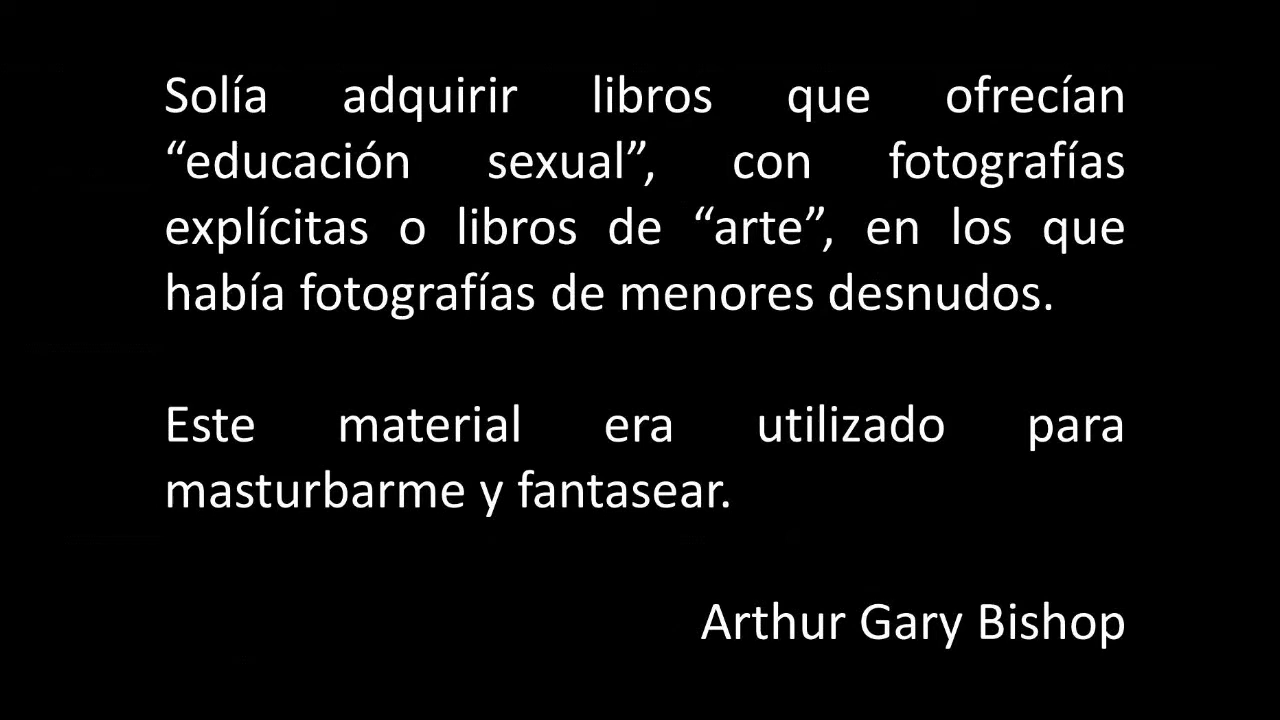 Solía adquirir libros que ofrecían
“educación sexual”, con fotografías
explícitas o libros de “arte”, en los que
había fotografías de menores desnudos.
Este material era utilizado para
masturbarme y fantasear.
Arthur Gary Bishop